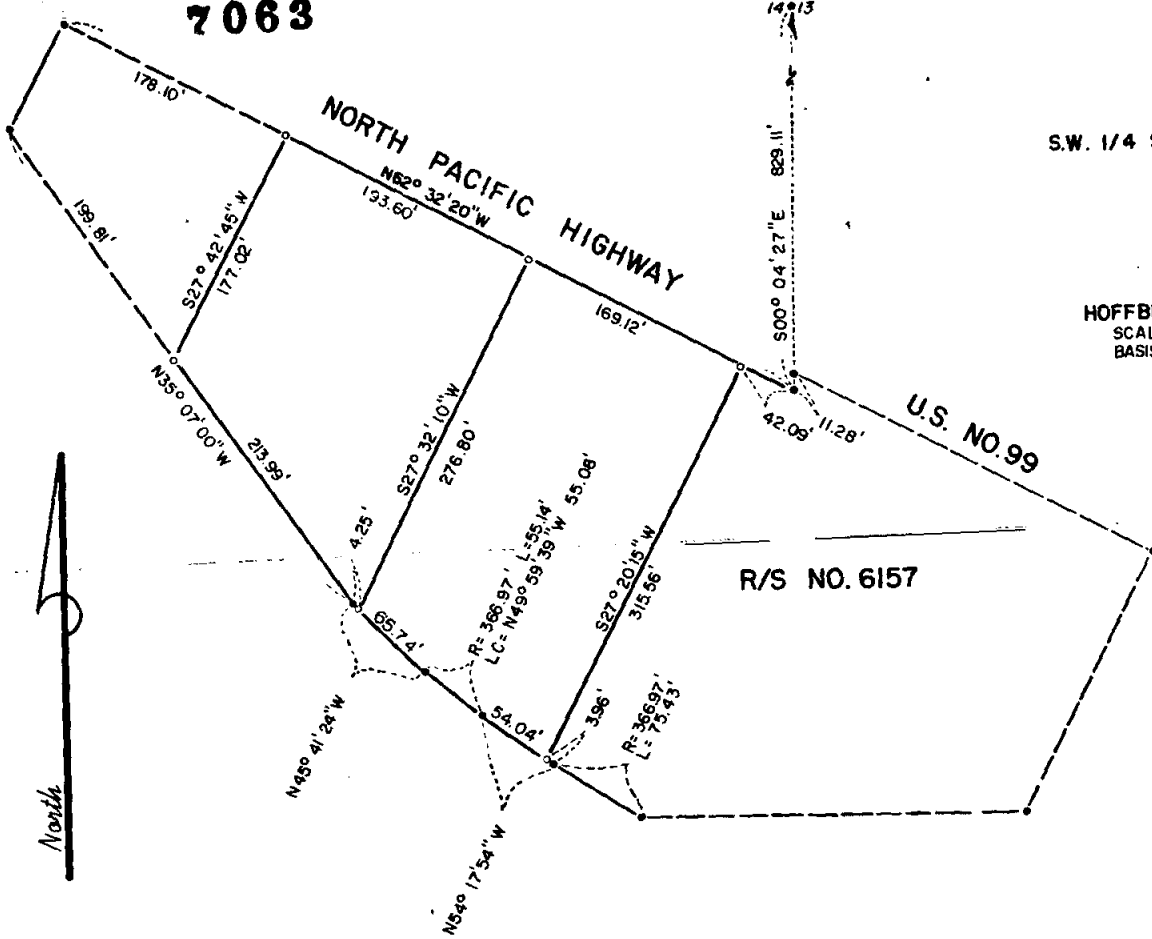 7063
14 13
178.10'
NORTH PACIFIC HIGHWAY
N62° 32'20"W
193.60'
S00° 04'27"E 829.11'
S.W. 1/4
199.81'
S27° 42'45"W
177.02'
169.12'
SCAL
BASIS
42.09'
11.28'
U.S. NO.99
N35° 07'00"W
213.99'
S27° 32'10"W
276.80'
4.25'
R=366.97' L=55.14'
LC=N49° 59'39"W 55.08'
S27° 20'15"W
315.56'
R/S NO. 6157
65.74'
54.04'
3.96'
R=366.97'
L=75.43'
N45° 41'24"W
N54° 17'54"W
North